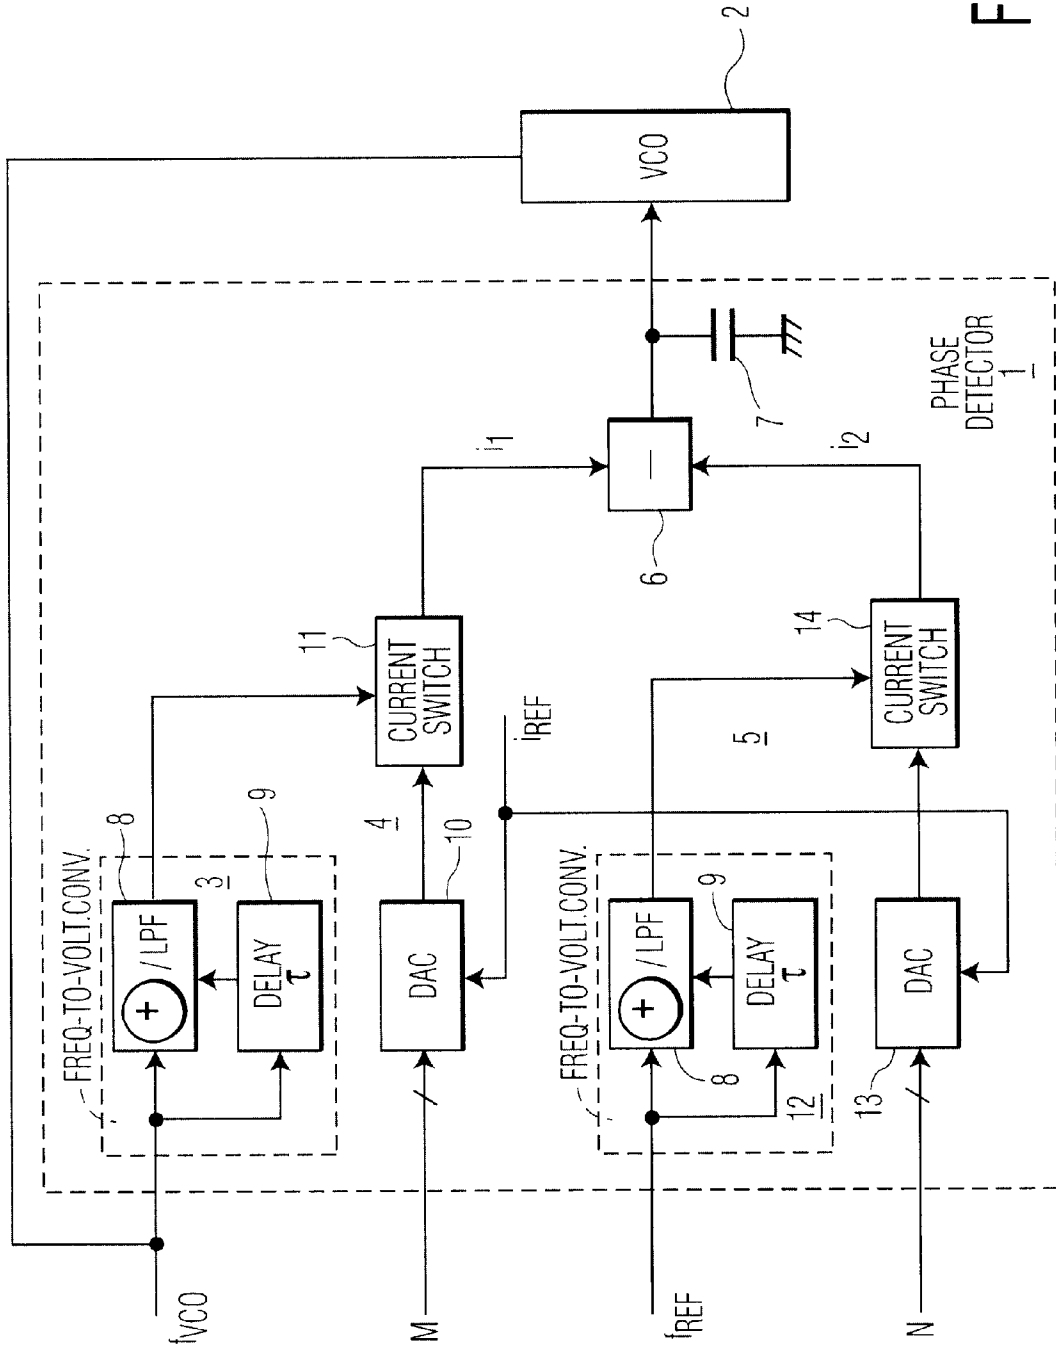 F
2
VCO
PHASE
DETECTOR
1
7
i1
i2
6
—
11
CURRENT
SWITCH
14
CURRENT
SWITCH
iREF
4
5
FREQ-TO-VOLT.CONV.
8
3
9
+ /LPF
DELAY
τ
10
DAC
FREQ-TO-VOLT.CONV.
9
+ /LPF
DELAY
τ
8
12
DAC
13
fVCO
M
fREF
N